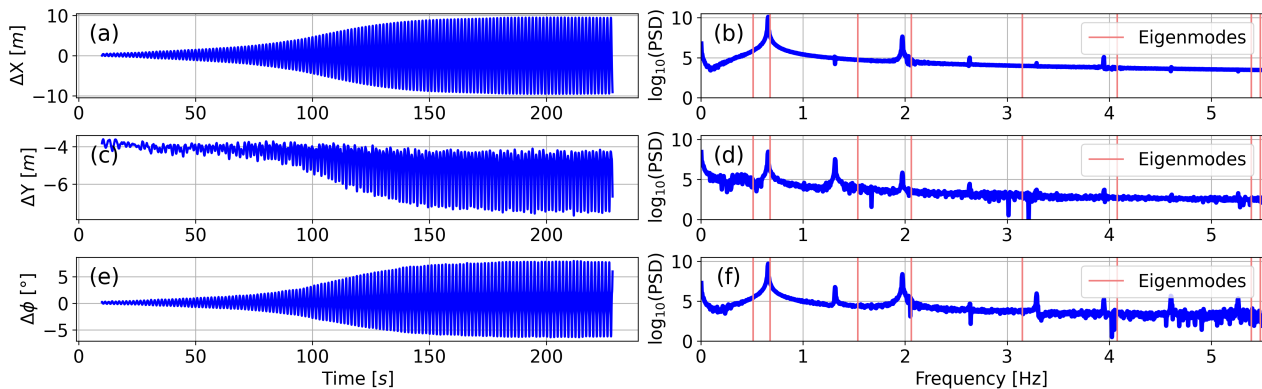 ΔX [m]
10
0
−10
(a)
0 50 100 150 200
log₁₀(PSD)
10
5
0
(b)
Eigenmodes
0 1 2 3 4 5
ΔY [m]
−4
−6
(c)
0 50 100 150 200
log₁₀(PSD)
10
5
0
(d)
Eigenmodes
0 1 2 3 4 5
Δϕ [°]
5
0
−5
(e)
0 50 100 150 200
Time [s]
log₁₀(PSD)
10
5
0
(f)
Eigenmodes
0 1 2 3 4 5
Frequency [Hz]